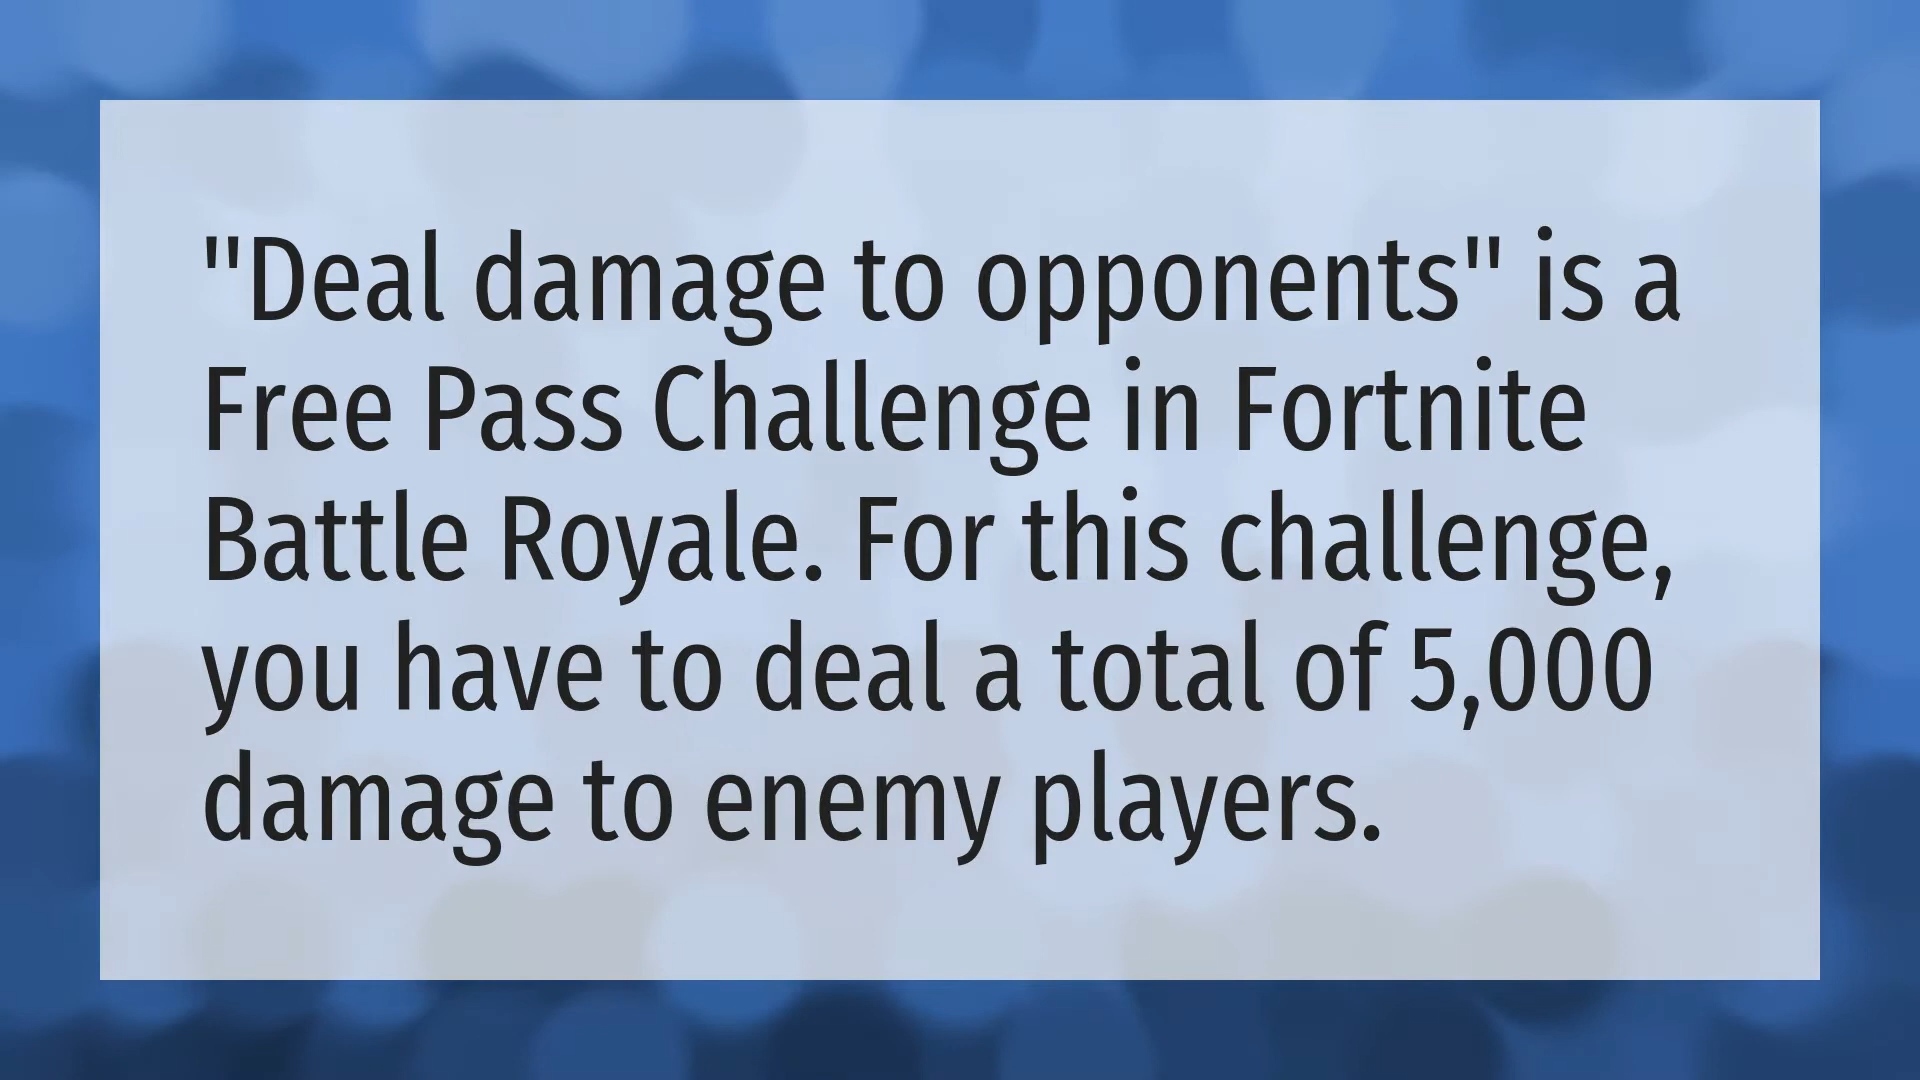 "Deal damage to opponents" is a
Free Pass Challenge in Fortnite
Battle Royale. For this challenge,
you have to deal a total of 5,000
damage to enemy players.